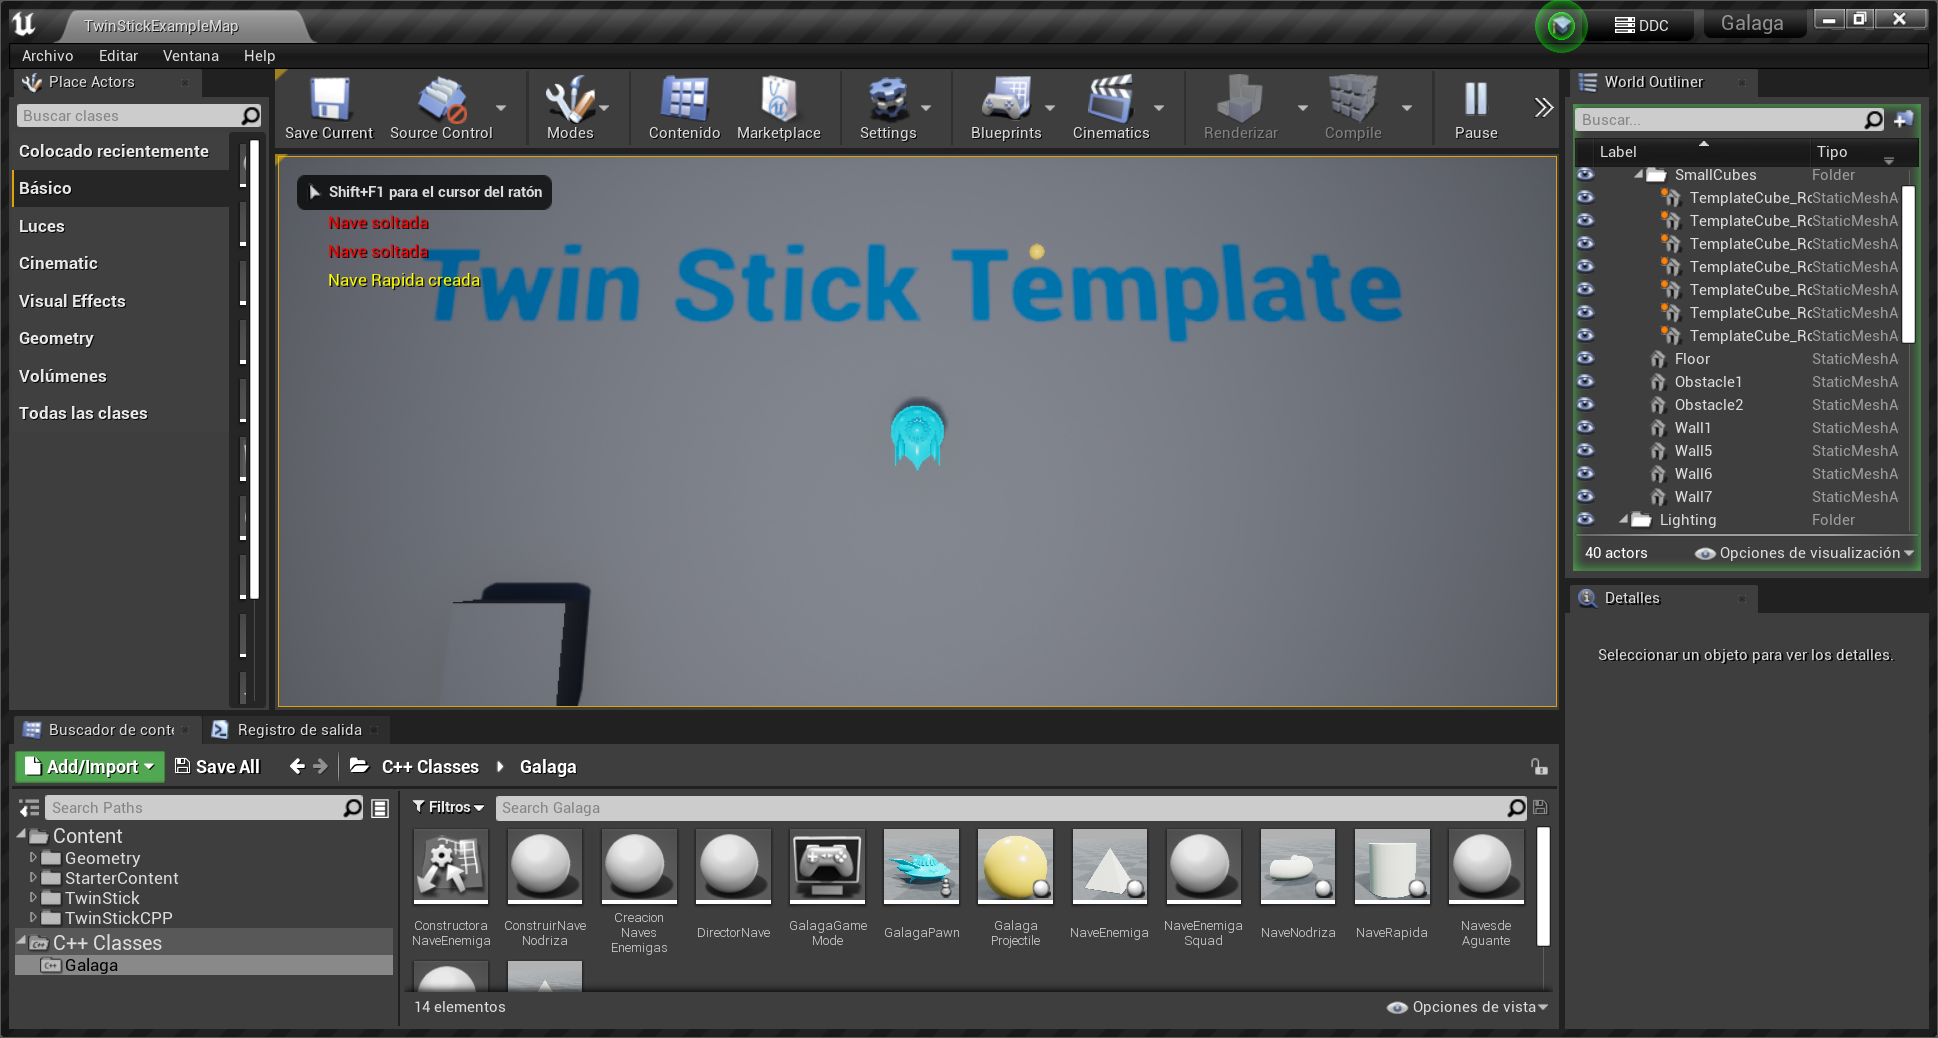 TwinStickExampleMap
DDC
Galaga
Archivo Editar Ventana Help
Place Actors
Buscar clases
Colocado recientemente
Básico
Luces
Cinematic
Visual Effects
Geometry
Volúmenes
Todas las clases
Save Current
Source Control
Modes
Contenido
Marketplace
Settings
Blueprints
Cinematics
Renderizar
Compile
Pause
Shift+F1 para el cursor del ratón
Nave soltada
Nave soltada
Nave Rapida creada
Twin Stick Template
World Outliner
Buscar...
Label Tipo
SmallCubes Folder
TemplateCube_Rc StaticMeshA
TemplateCube_Rc StaticMeshA
TemplateCube_Rc StaticMeshA
TemplateCube_Rc StaticMeshA
TemplateCube_Rc StaticMeshA
TemplateCube_Rc StaticMeshA
TemplateCube_Rc StaticMeshA
Floor StaticMeshA
Obstacle1 StaticMeshA
Obstacle2 StaticMeshA
Wall1 StaticMeshA
Wall5 StaticMeshA
Wall6 StaticMeshA
Wall7 StaticMeshA
Lighting Folder
40 actors Opciones de visualización
Detalles
Seleccionar un objeto para ver los detalles.
Buscador de conte
Registro de salida
Add/Import Save All C++ Classes Galaga
Search Paths
Content
Geometry
StarterContent
TwinStick
TwinStickCPP
C++ Classes
Galaga
Filtros Search Galaga
Constructora
NaveEnemiga
ConstruirNave
Nodriza
Creacion
Naves
Enemigas
DirectorNave
GalagaGame
Mode
GalagaPawn
Galaga
Projectile
NaveEnemiga
NaveEnemiga
Squad
NaveNodriza
NaveRapida
Navesde
Aguante
14 elementos Opciones de vista